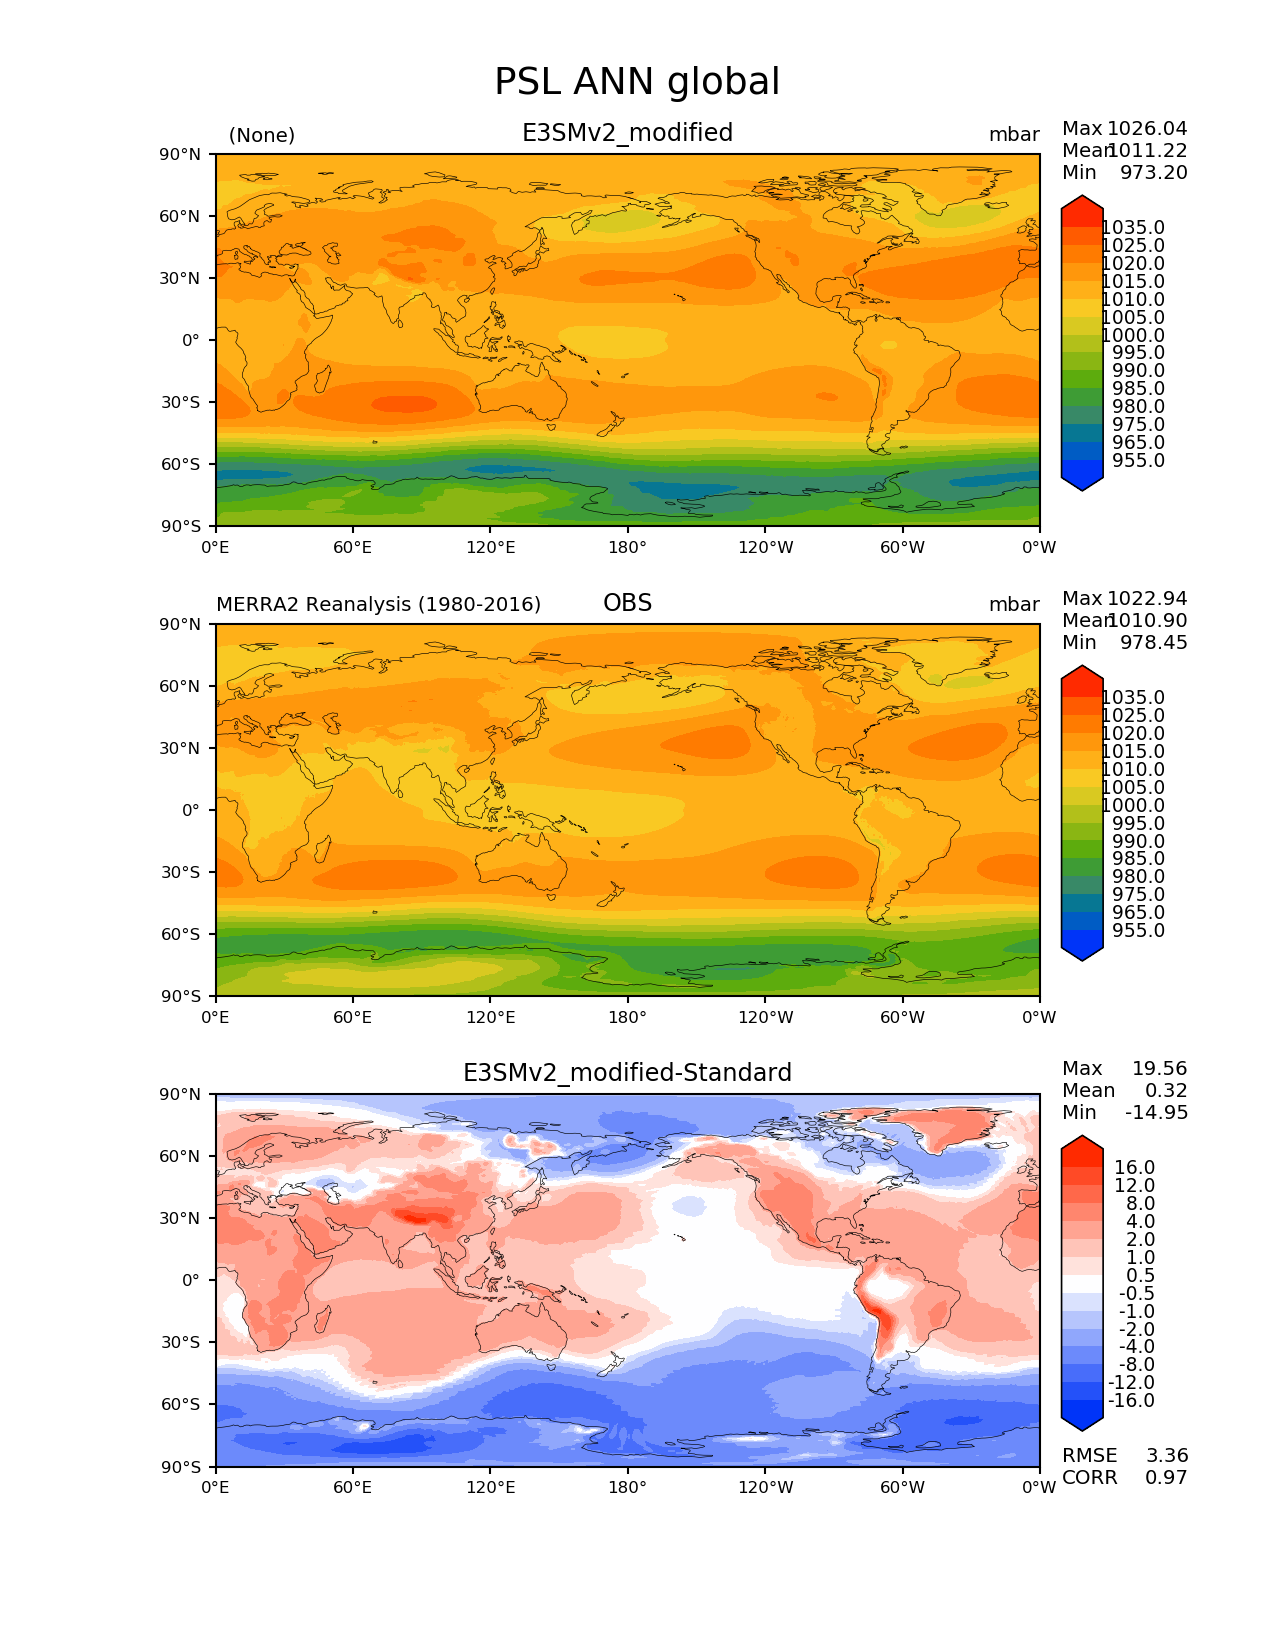 PSL ANN global
(None) E3SMv2_modified mbar
Max 1026.04
Mean 1011.22
Min 973.20
90°N
60°N
30°N
0°
30°S
60°S
90°S
0°E 60°E 120°E 180° 120°W 60°W 0°W
1035.0
1025.0
1020.0
1015.0
1010.0
1005.0
1000.0
995.0
990.0
985.0
980.0
975.0
965.0
955.0
MERRA2 Reanalysis (1980-2016) OBS mbar
Max 1022.94
Mean 1010.90
Min 978.45
90°N
60°N
30°N
0°
30°S
60°S
90°S
0°E 60°E 120°E 180° 120°W 60°W 0°W
1035.0
1025.0
1020.0
1015.0
1010.0
1005.0
1000.0
995.0
990.0
985.0
980.0
975.0
965.0
955.0
E3SMv2_modified-Standard
Max 19.56
Mean 0.32
Min -14.95
90°N
60°N
30°N
0°
30°S
60°S
90°S
0°E 60°E 120°E 180° 120°W 60°W 0°W
16.0
12.0
8.0
4.0
2.0
1.0
0.5
-0.5
-1.0
-2.0
-4.0
-8.0
-12.0
-16.0
RMSE 3.36
CORR 0.97